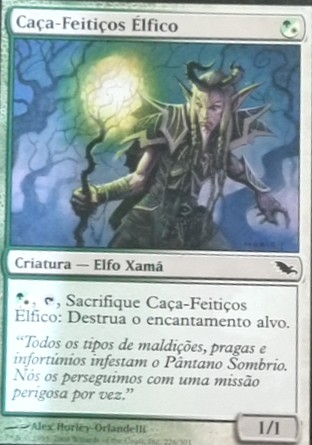 Caça-Feitiços Élfico
Criatura — Elfo Xamã
, , Sacrifique Caça-Feitiços
Élfico: Destrua o encantamento alvo.
“Todos os tipos de maldições, pragas e
infortúnios infestam o Pântano Sombrio.
Nós os perseguimos com uma missão
perigosa por vez.”
Alex Horley-Orlandelli
1/1